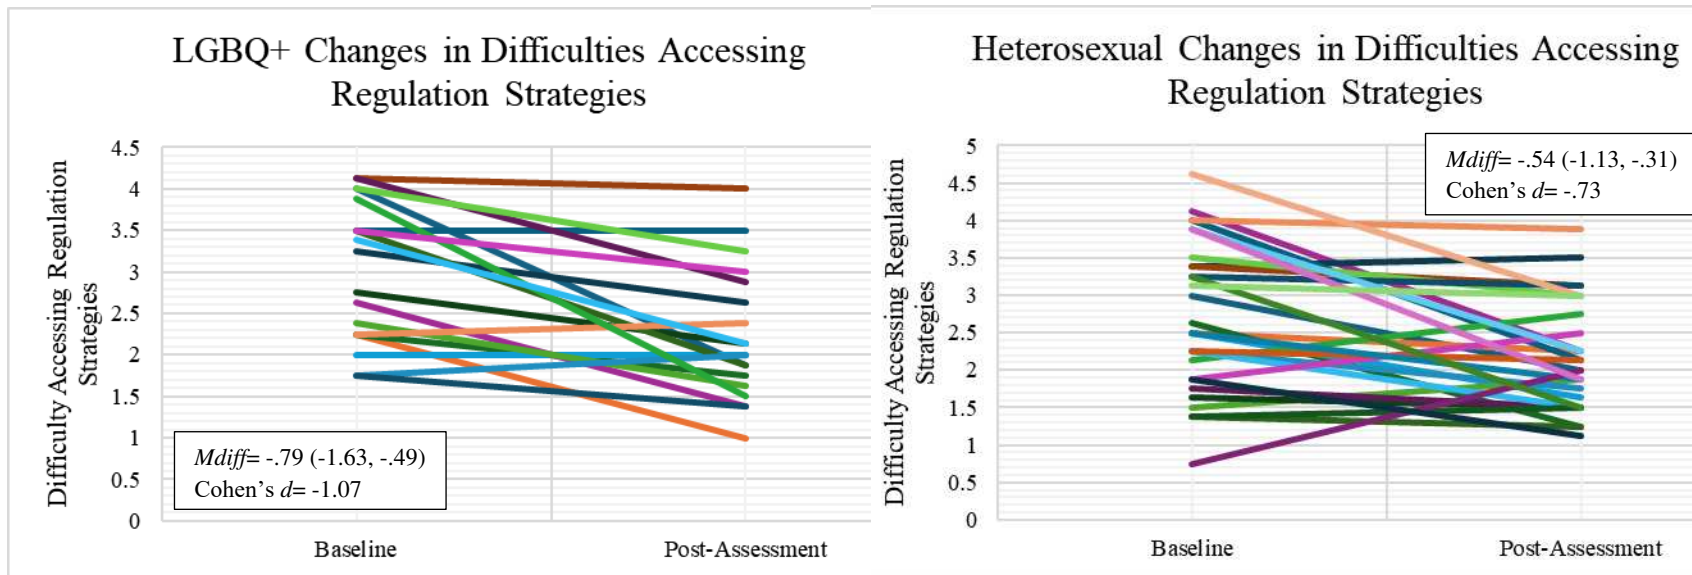 LGBQ+ Changes in Difficulties Accessing
Regulation Strategies
Difficulty Accessing Regulation
Strategies
4.5
4
3.5
3
2.5
2
1.5
1
0.5
0
Mdiff= -.79 (-1.63, -.49)
Cohen's d= -1.07
Baseline
Post-Assessment
Heterosexual Changes in Difficulties Accessing
Regulation Strategies
Difficulty Accessing Regulation
Strategies
5
4.5
4
3.5
3
2.5
2
1.5
1
0.5
0
Mdiff= -.54 (-1.13, -.31)
Cohen's d= -.73
Baseline
Post-Assessment